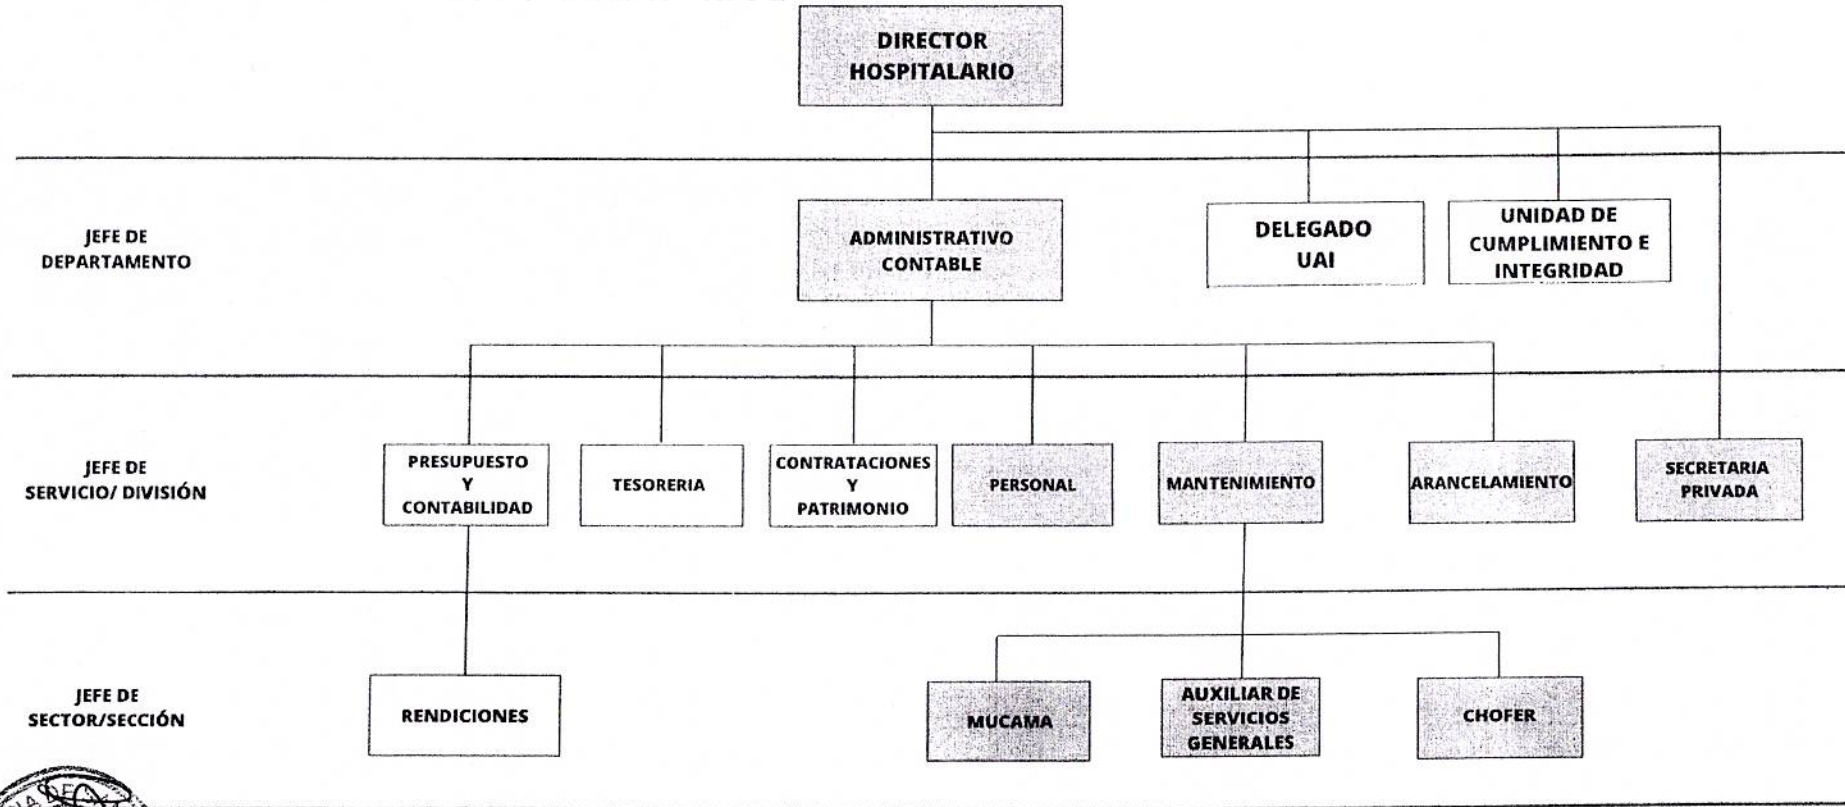 DIRECTOR
HOSPITALARIO
JEFE DE
DEPARTAMENTO
ADMINISTRATIVO
CONTABLE
DELEGADO
UAI
UNIDAD DE
CUMPLIMIENTO E
INTEGRIDAD
JEFE DE
SERVICIO/ DIVISIÓN
PRESUPUESTO
Y
CONTABILIDAD
TESORERIA
CONTRATACIONES
Y
PATRIMONIO
PERSONAL
MANTENIMIENTO
ARANCELAMIENTO
SECRETARIA
PRIVADA
JEFE DE
SECTOR/SECCIÓN
RENDICIONES
MUCAMA
AUXILIAR DE
SERVICIOS
GENERALES
CHOFER